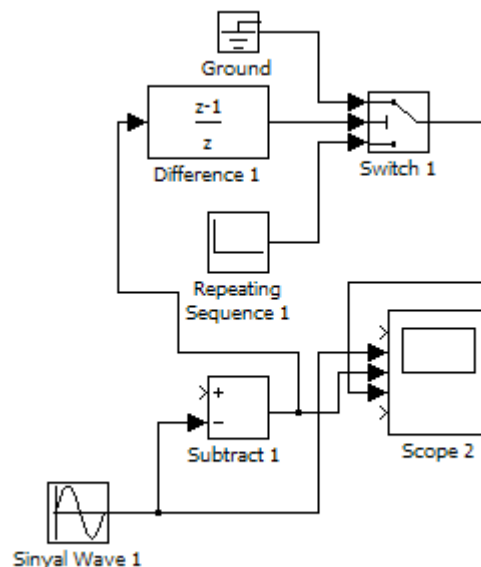 Ground
z-1
z
Difference 1
Switch 1
Repeating
Sequence 1
+
−
Subtract 1
Scope 2
Sinyal Wave 1